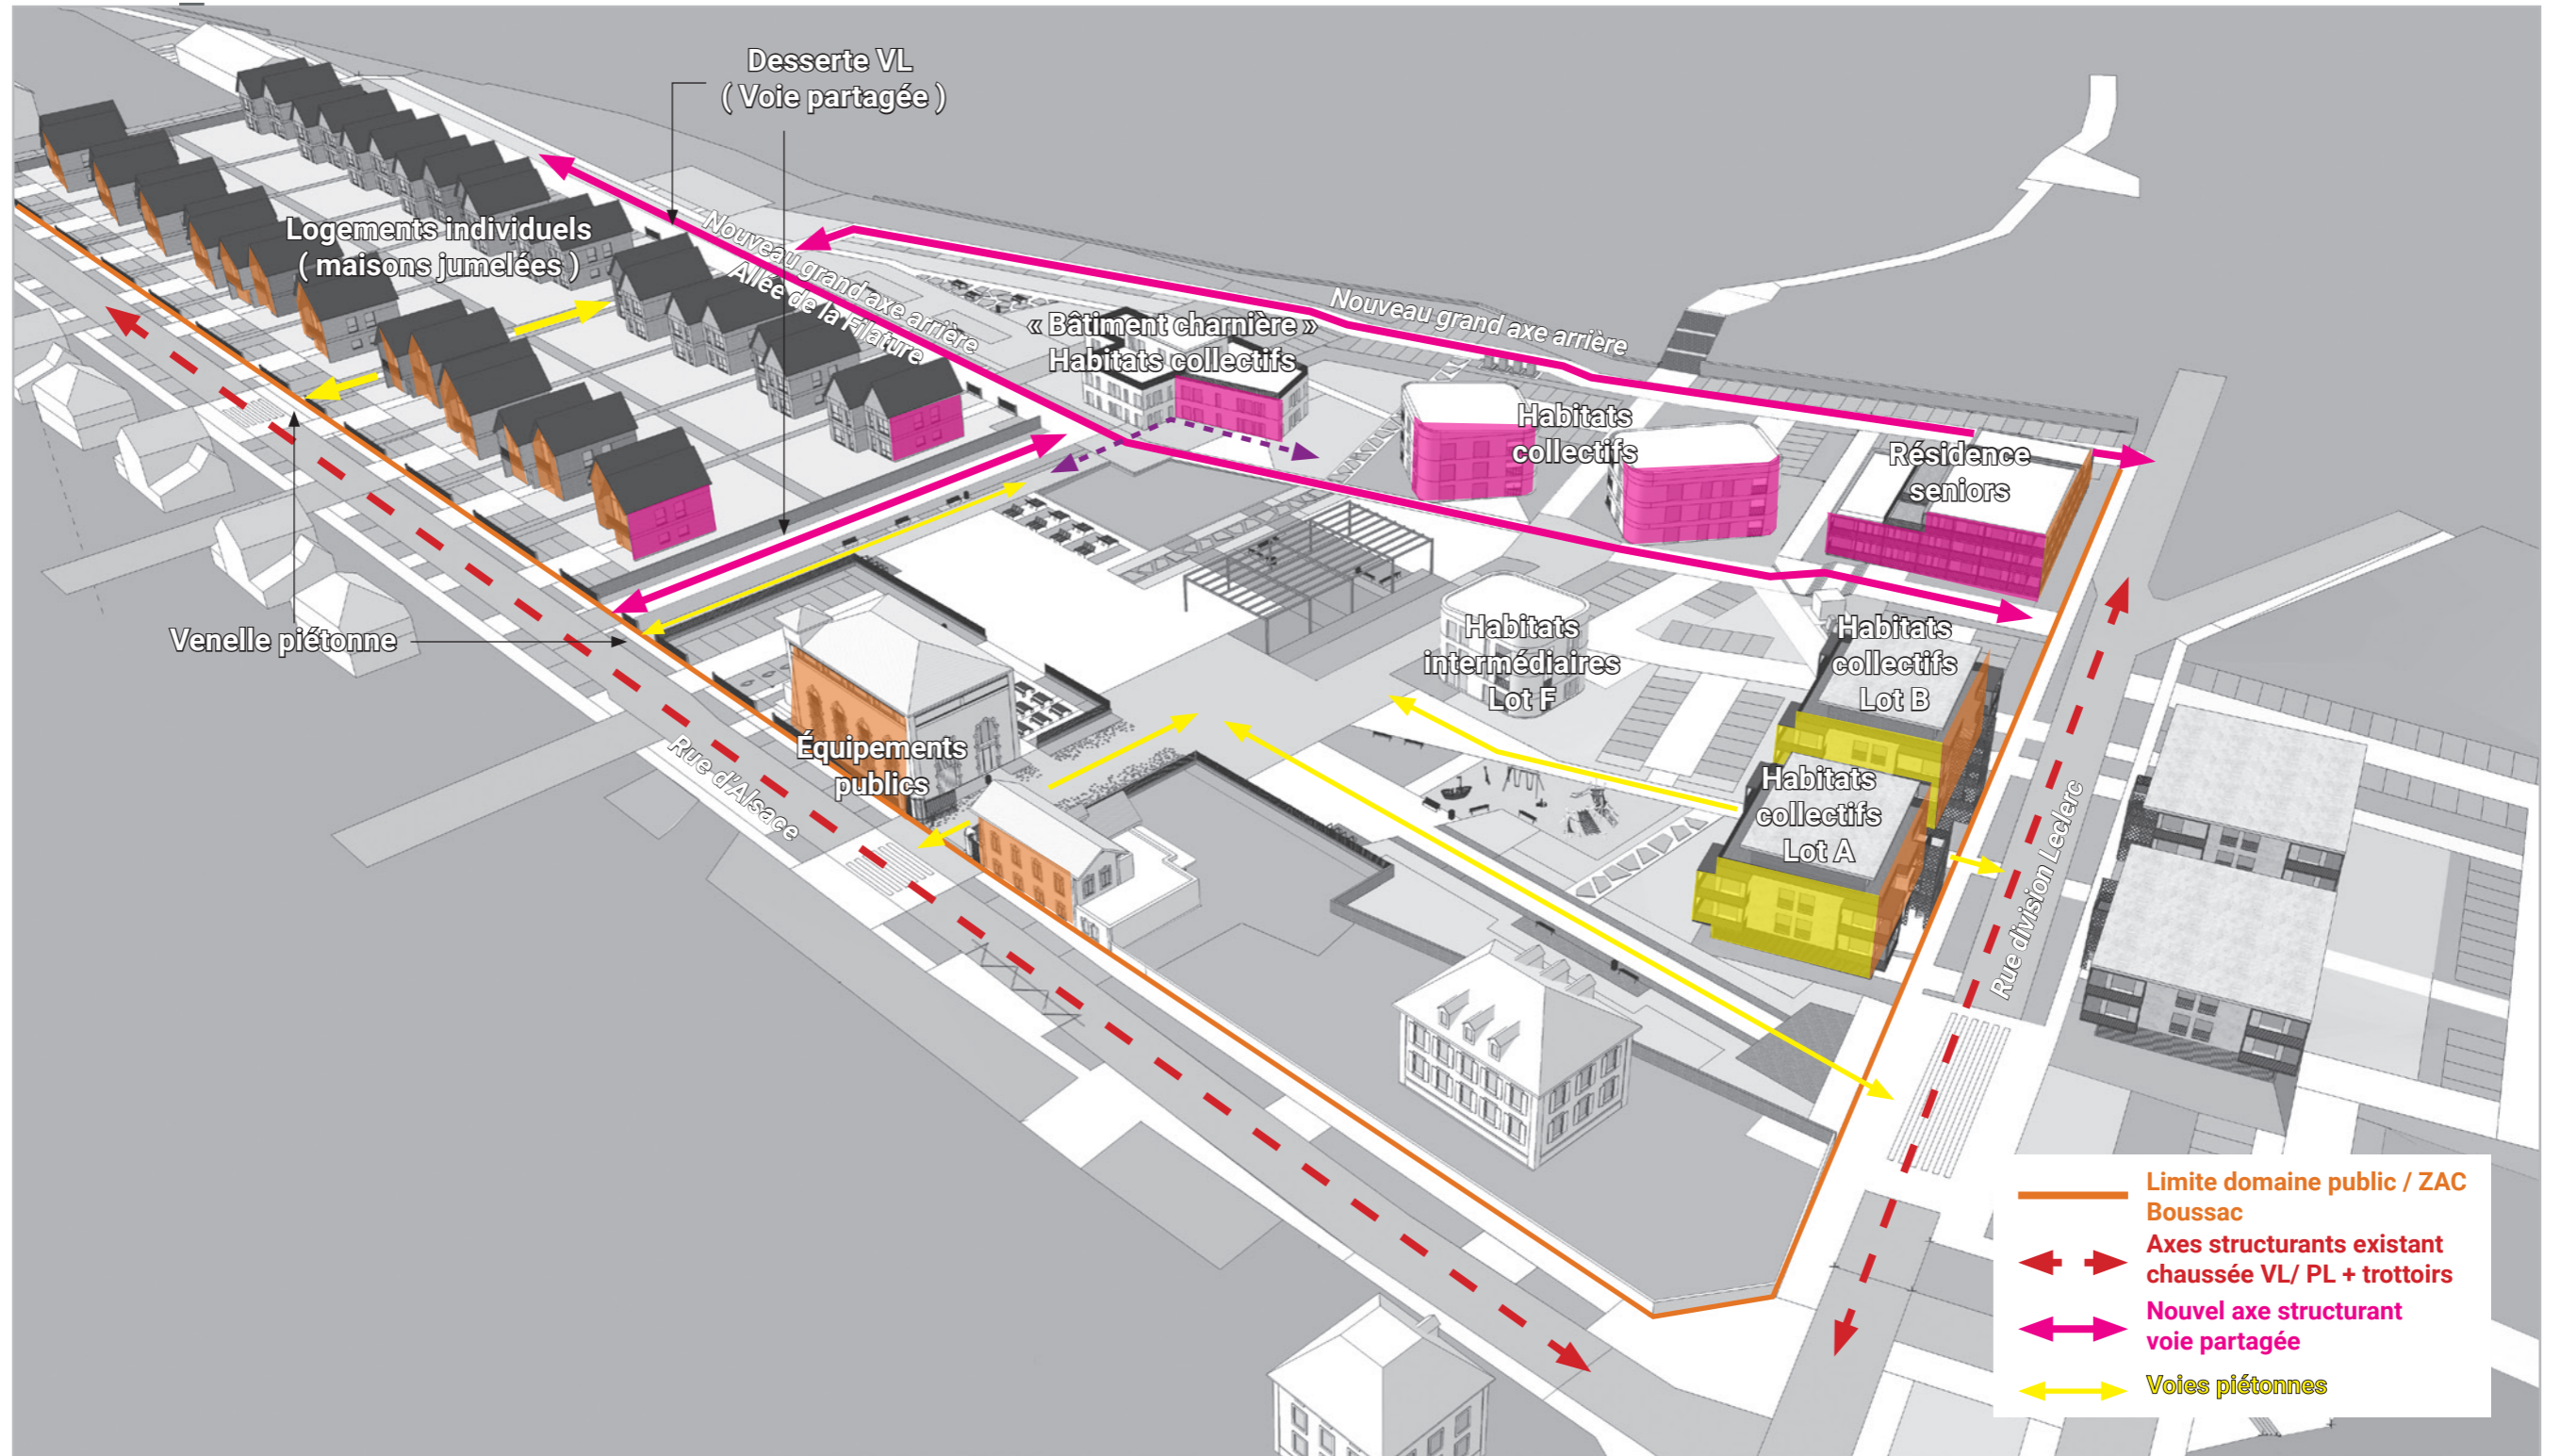 Desserte VL
( Voie partagée )
Logements individuels
( maisons jumelées )
Nouveau grand axe arrière
Allée de la Filature
Nouveau grand axe arrière
« Bâtiment charnière »
Habitats collectifs
Habitats
collectifs
Résidence
seniors
Venelle piétonne
Habitats
intermédiaires
Lot F
Habitats
collectifs
Lot B
Équipements
publics
Rue d'Alsace
Habitats
collectifs
Lot A
Rue division Leclerc
Limite domaine public / ZAC
Boussac
Axes structurants existant
chaussée VL/ PL + trottoirs
Nouvel axe structurant
voie partagée
Voies piétonnes